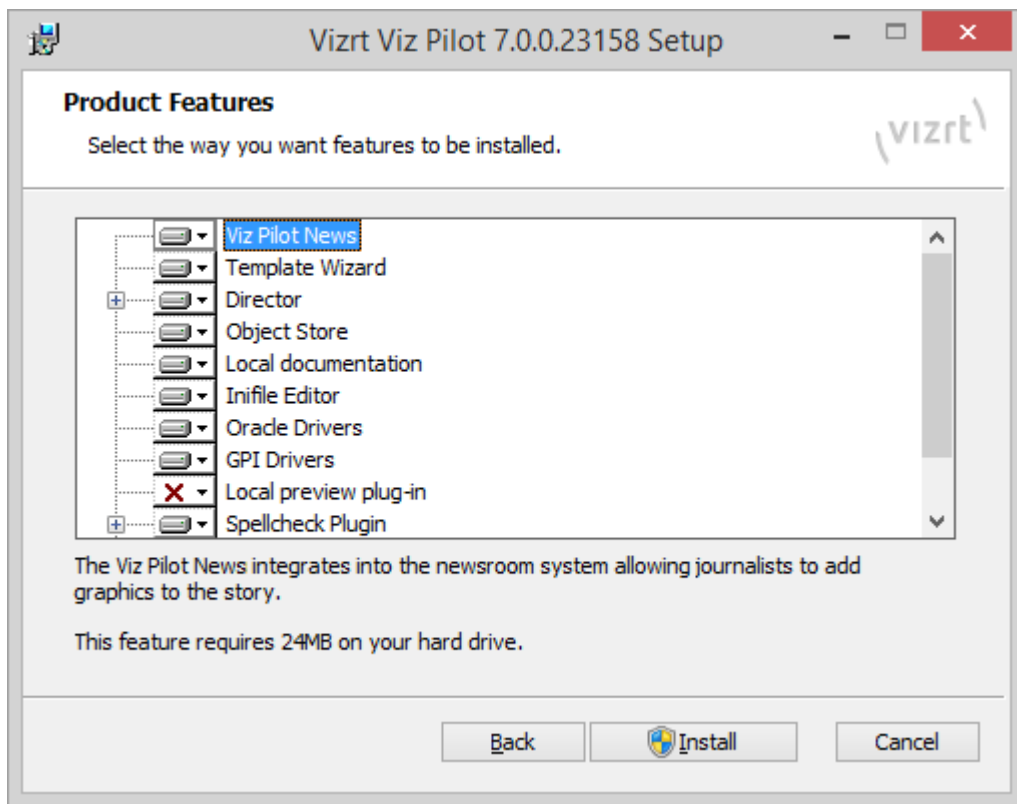 Vizrt Viz Pilot 7.0.0.23158 Setup
Product Features
Select the way you want features to be installed.
vizrt
Viz Pilot News
Template Wizard
Director
Object Store
Local documentation
Inifile Editor
Oracle Drivers
GPI Drivers
Local preview plug-in
Spellcheck Plugin
The Viz Pilot News integrates into the newsroom system allowing journalists to add
graphics to the story.
This feature requires 24MB on your hard drive.
Back
Install
Cancel